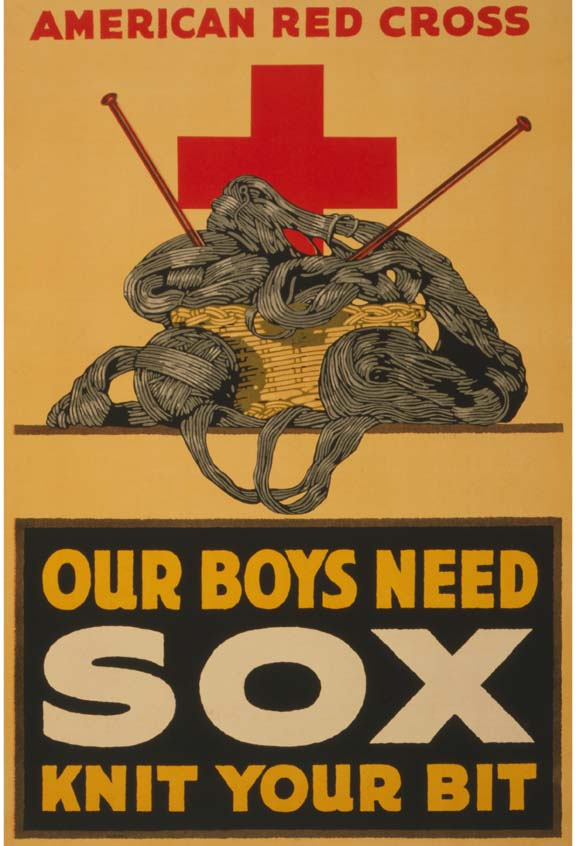 AMERICAN RED CROSS
OUR BOYS NEED
SOX
KNIT YOUR BIT